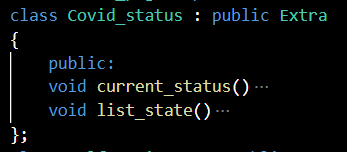 class Covid_status : public Extra
{
    public:
    void current_status()…
    void list_state()…
};